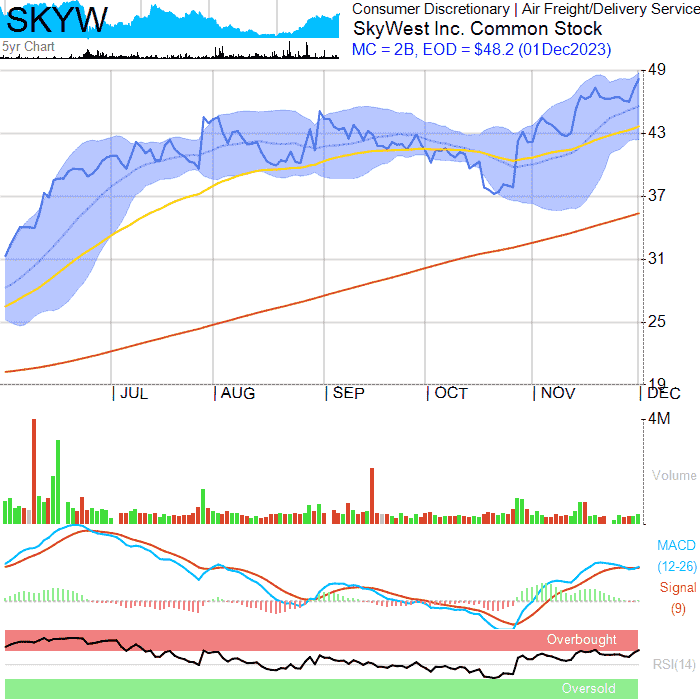 SKYW
5yr Chart
Consumer Discretionary | Air Freight/Delivery Service
SkyWest Inc. Common Stock
MC = 2B, EOD = $48.2 (01Dec2023)
49
43
37
31
25
19
| JUL | AUG | SEP | OCT | NOV | DEC
4M
Volume
MACD
(12-26)
Signal
(9)
Overbought
RSI(14)
Oversold